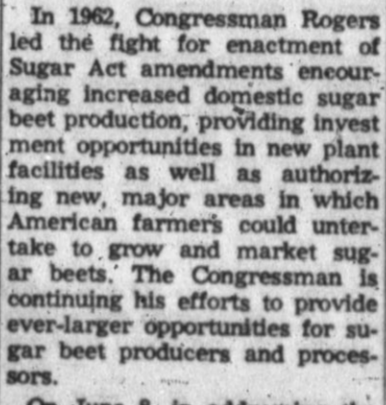 In 1962, Congressman Rogers
led the fight for enactment of
Sugar Act amendments encour-
aging increased domestic sugar
beet production, providing invest
ment opportunities in new plant
facilities as well as authoriz-
ing new, major areas in which
American farmers could unter-
take to grow and market sug-
ar beets. The Congressman is
continuing his efforts to provide
ever-larger opportunities for su-
gar beet producers and proces-
sors.